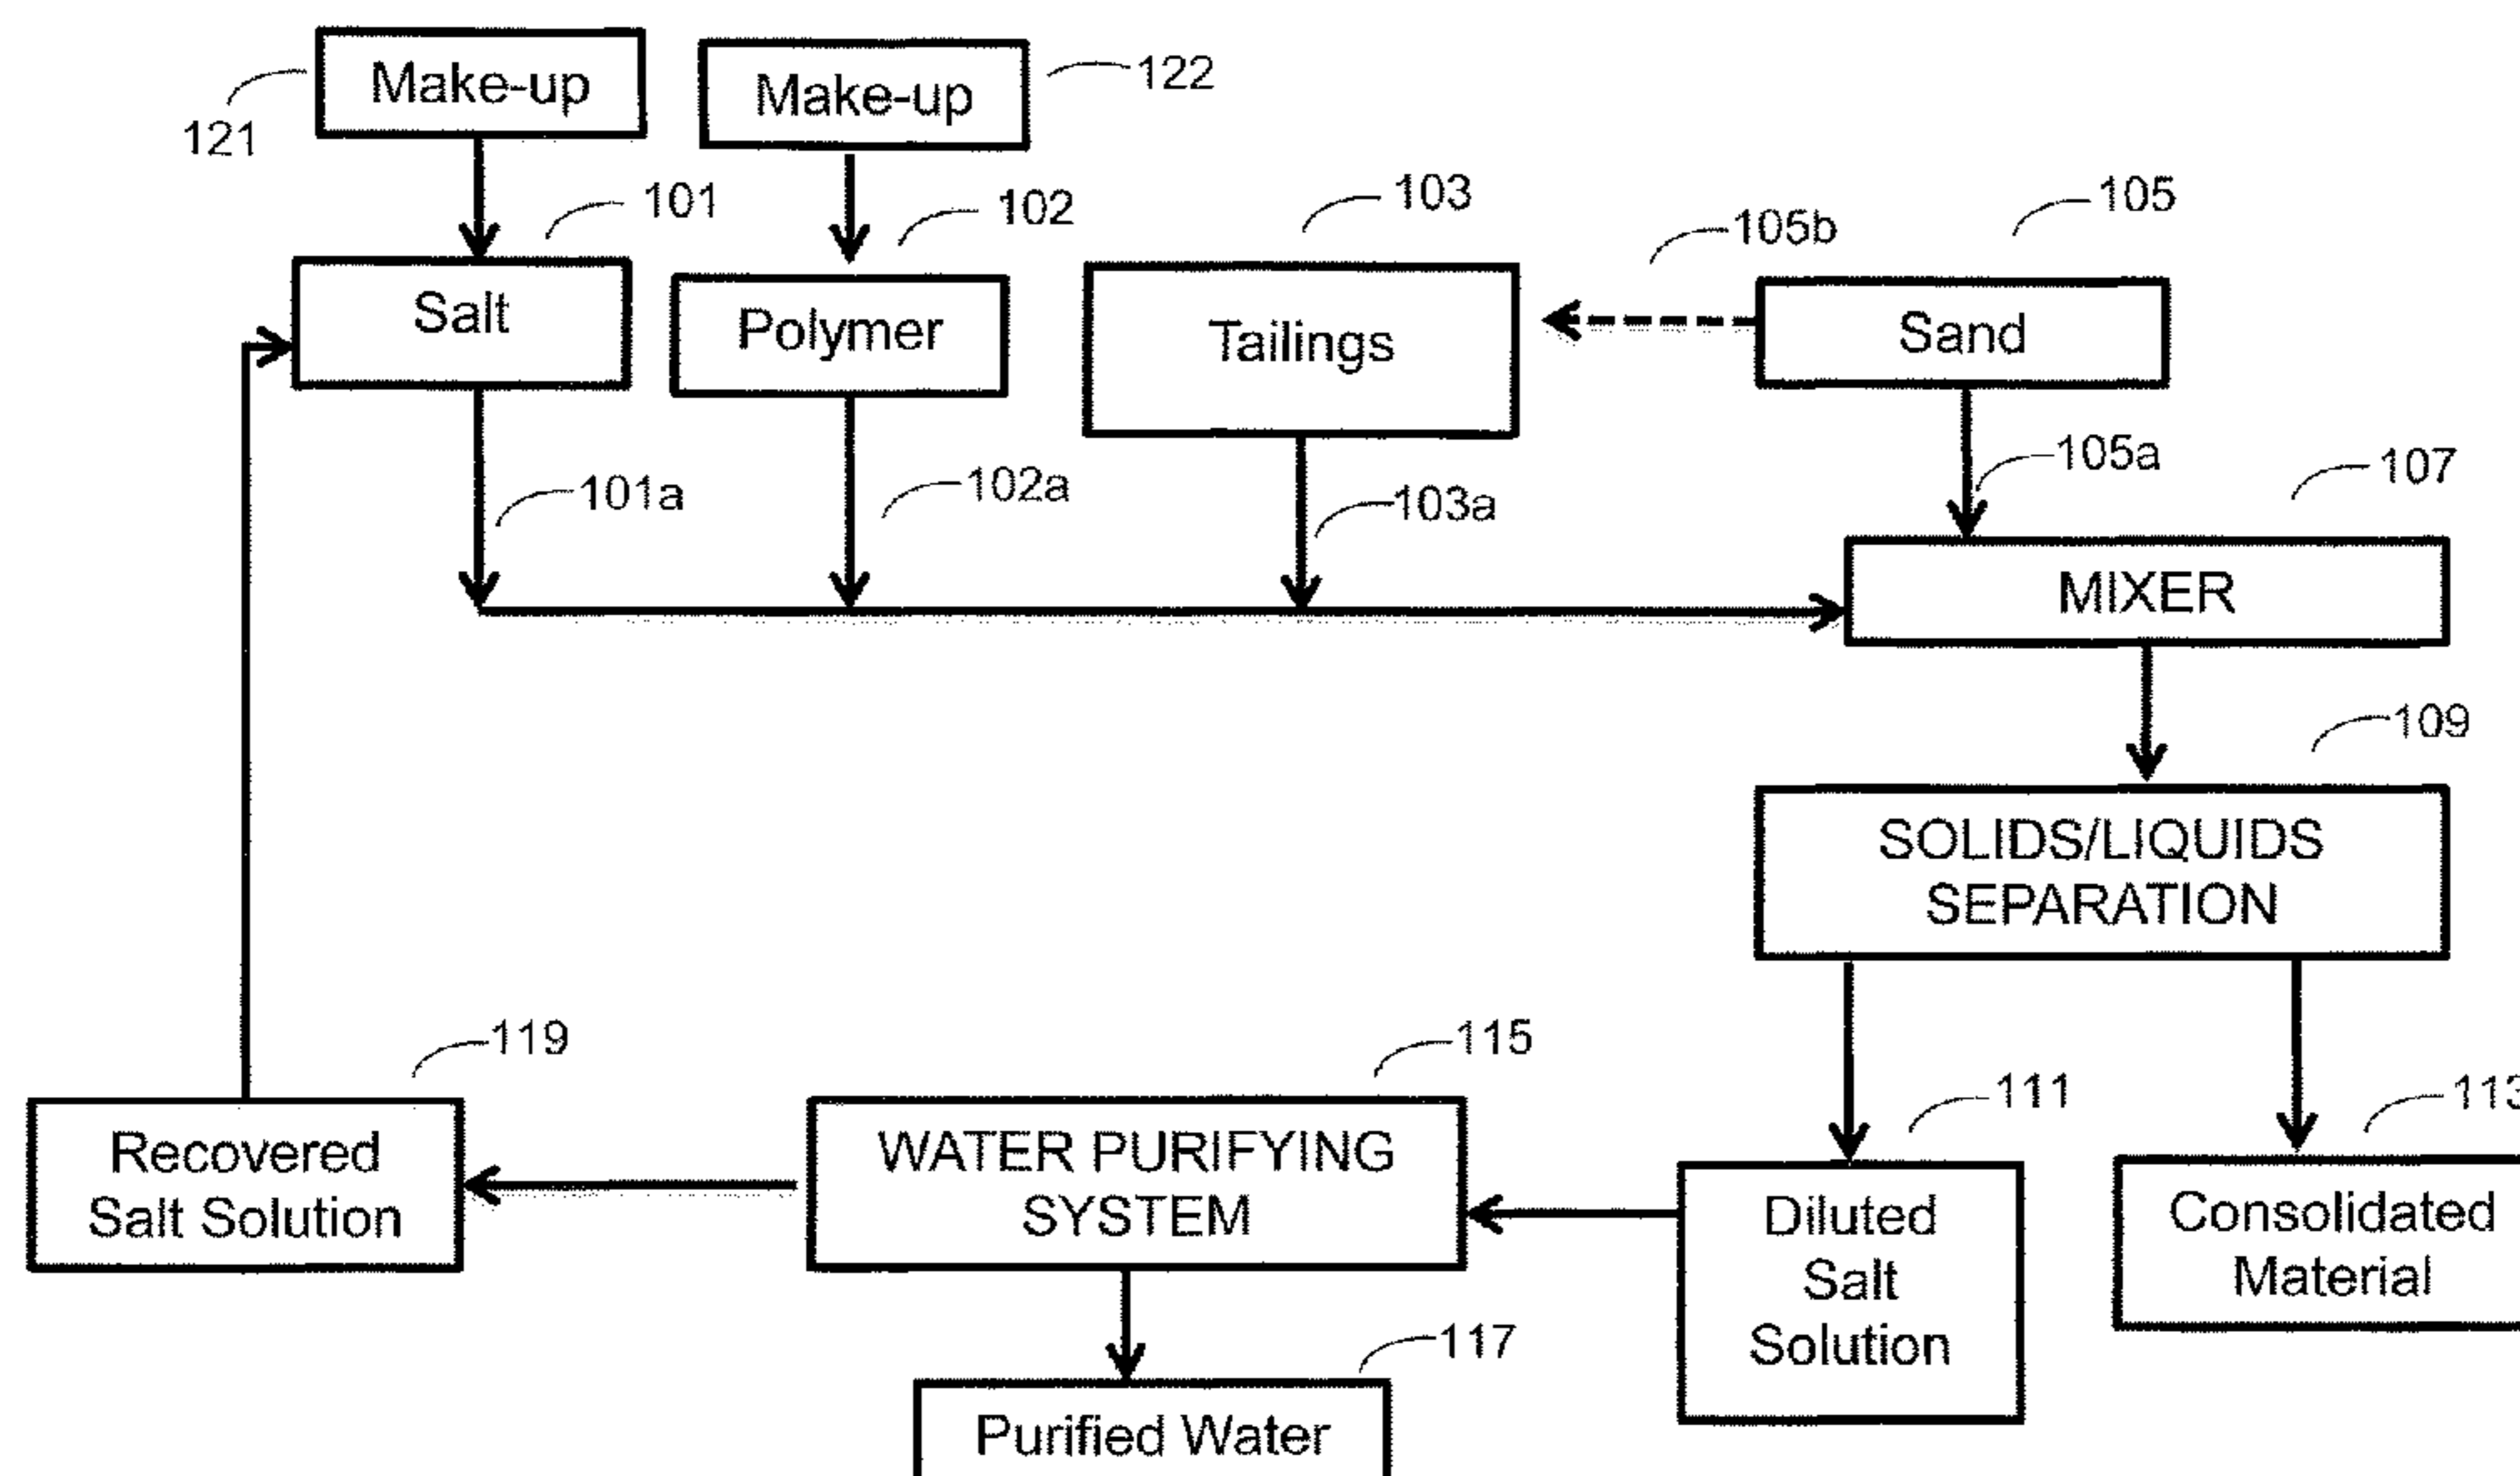 Make-up
121
Make-up
122
101
102
103
105b
105
Salt
Polymer
Tailings
Sand
101a
102a
103a
105a
107
MIXER
109
SOLIDS/LIQUIDS
SEPARATION
119
115
111
113
Recovered
Salt Solution
WATER PURIFYING
SYSTEM
Diluted
Salt
Solution
Consolidated
Material
117
Purified Water